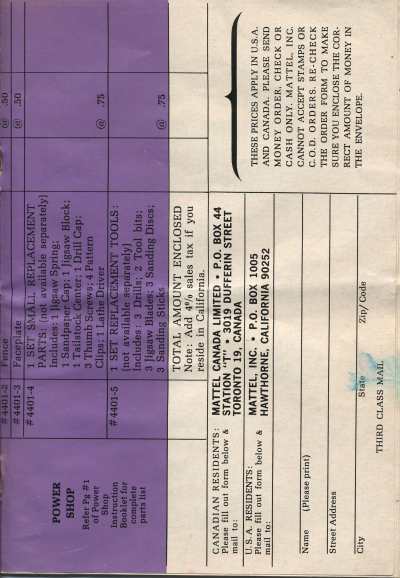 #4401-2 Fence @ .50
#4401-3 Faceplate @ .50
POWER
SHOP
Refer Pg #1
of Power
Shop
Instruction
Booklet for
complete
parts list
#4401-4
1 SET SMALL REPLACEMENT
PARTS: (not available separately)
Includes: 1 Jigsaw Spring;
1 Sandpaper Cap; 1 Jigsaw Block;
1 Tailstock Center; 1 Drill Cap;
3 Thumb Screws; 4 Pattern
Clips; 1 Lathe Driver
@ .75
#4401-5
1 SET REPLACEMENT TOOLS:
(not available separately)
Includes: 3 Drills; 2 Tool bits;
3 Jigsaw Blades; 3 Sanding Discs;
3 Sanding Sticks
@ .75
TOTAL AMOUNT ENCLOSED
Note: Add 4% sales tax if you
reside in California.
CANADIAN RESIDENTS:
Please fill out form below &
mail to:
MATTEL CANADA LIMITED • P.O. BOX 44
STATION "T" • 3019 DUFFERIN STREET
TORONTO 19, CANADA
U.S.A. RESIDENTS:
Please fill out form below &
mail to:
MATTEL INC. • P.O. BOX 1005
HAWTHORNE, CALIFORNIA 90252
THESE PRICES APPLY IN U.S.A.
AND CANADA. PLEASE SEND
MONEY ORDER, CHECK OR
CASH ONLY. MATTEL, INC.
CANNOT ACCEPT STAMPS OR
C.O.D. ORDERS. RE-CHECK
THE ORDER FORM TO MAKE
SURE YOU ENCLOSE THE COR-
RECT AMOUNT OF MONEY IN
THE ENVELOPE.
Name (Please print)
Street Address
City State Zip/Code
THIRD CLASS MAIL